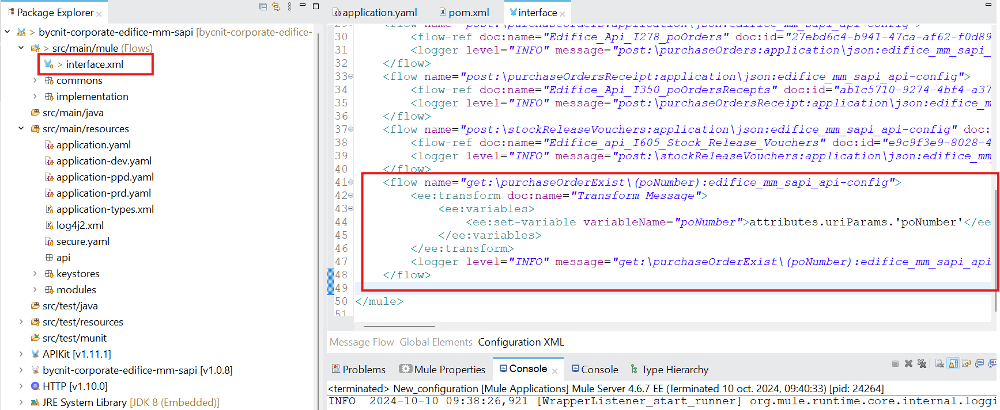 Package Explorer
> bycnit-corporate-edifice-mm-sapi [bycnit-corporate-edifice-
> src/main/mule (Flows)
> interface.xml
commons
implementation
src/main/java
src/main/resources
application.yaml
application-dev.yaml
application-ppd.yaml
application-prd.yaml
application-types.xml
log4j2.xml
secure.yaml
api
keystores
modules
src/test/java
src/test/resources
src/test/munit
APIKit [v1.11.1]
bycnit-corporate-edifice-mm-sapi [v1.0.8]
HTTP [v1.10.0]
JRE System Library [JDK 8 (Embedded)]
application.yaml pom.xml interface
29 <flow name="post:\purchaseOrders:application\json:edifice_mm_sapi_api-config">
30 <flow-ref doc:name="Edifice_Api_I278_poOrders" doc:id="27ebd6c4-b941-47ca-af62-f0d89
31 <logger level="INFO" message="post:\purchaseOrders:application\json:edifice_mm_sapi_
32 </flow>
33 <flow name="post:\purchaseOrdersReceipt:application\json:edifice_mm_sapi_api-config">
34 <flow-ref doc:name="Edifice_Api_I350_poOrdersRecepts" doc:id="ab1c5710-9274-4bf4-a37
35 <logger level="INFO" message="post:\purchaseOrdersReceipt:application\json:edifice_m
36 </flow>
37 <flow name="post:\stockReleaseVouchers:application\json:edifice_mm_sapi_api-config" doc:
38 <flow-ref doc:name="Edifice_api_I605_Stock_Release_Vouchers" doc:id="e9c9f3e9-8028-4
39 <logger level="INFO" message="post:\stockReleaseVouchers:application\json:edifice_mm
40 </flow>
41 <flow name="get:\purchaseOrderExist\(poNumber):edifice_mm_sapi_api-config">
42 <ee:transform doc:name="Transform Message">
43 <ee:variables>
44 <ee:set-variable variableName="poNumber">attributes.uriParams.'poNumber'</ee
45 </ee:variables>
46 </ee:transform>
47 <logger level="INFO" message="get:\purchaseOrderExist\(poNumber):edifice_mm_sapi_api
48 </flow>
49
50 </mule>
51
Message Flow Global Elements Configuration XML
Problems Mule Properties Console Console Type Hierarchy
<terminated> New_configuration [Mule Applications] Mule Server 4.6.7 EE (Terminated 10 oct. 2024, 09:40:33) [pid: 24264]
INFO 2024-10-10 09:38:26,921 [WrapperListener_start_runner] org.mule.runtime.core.internal.loggi